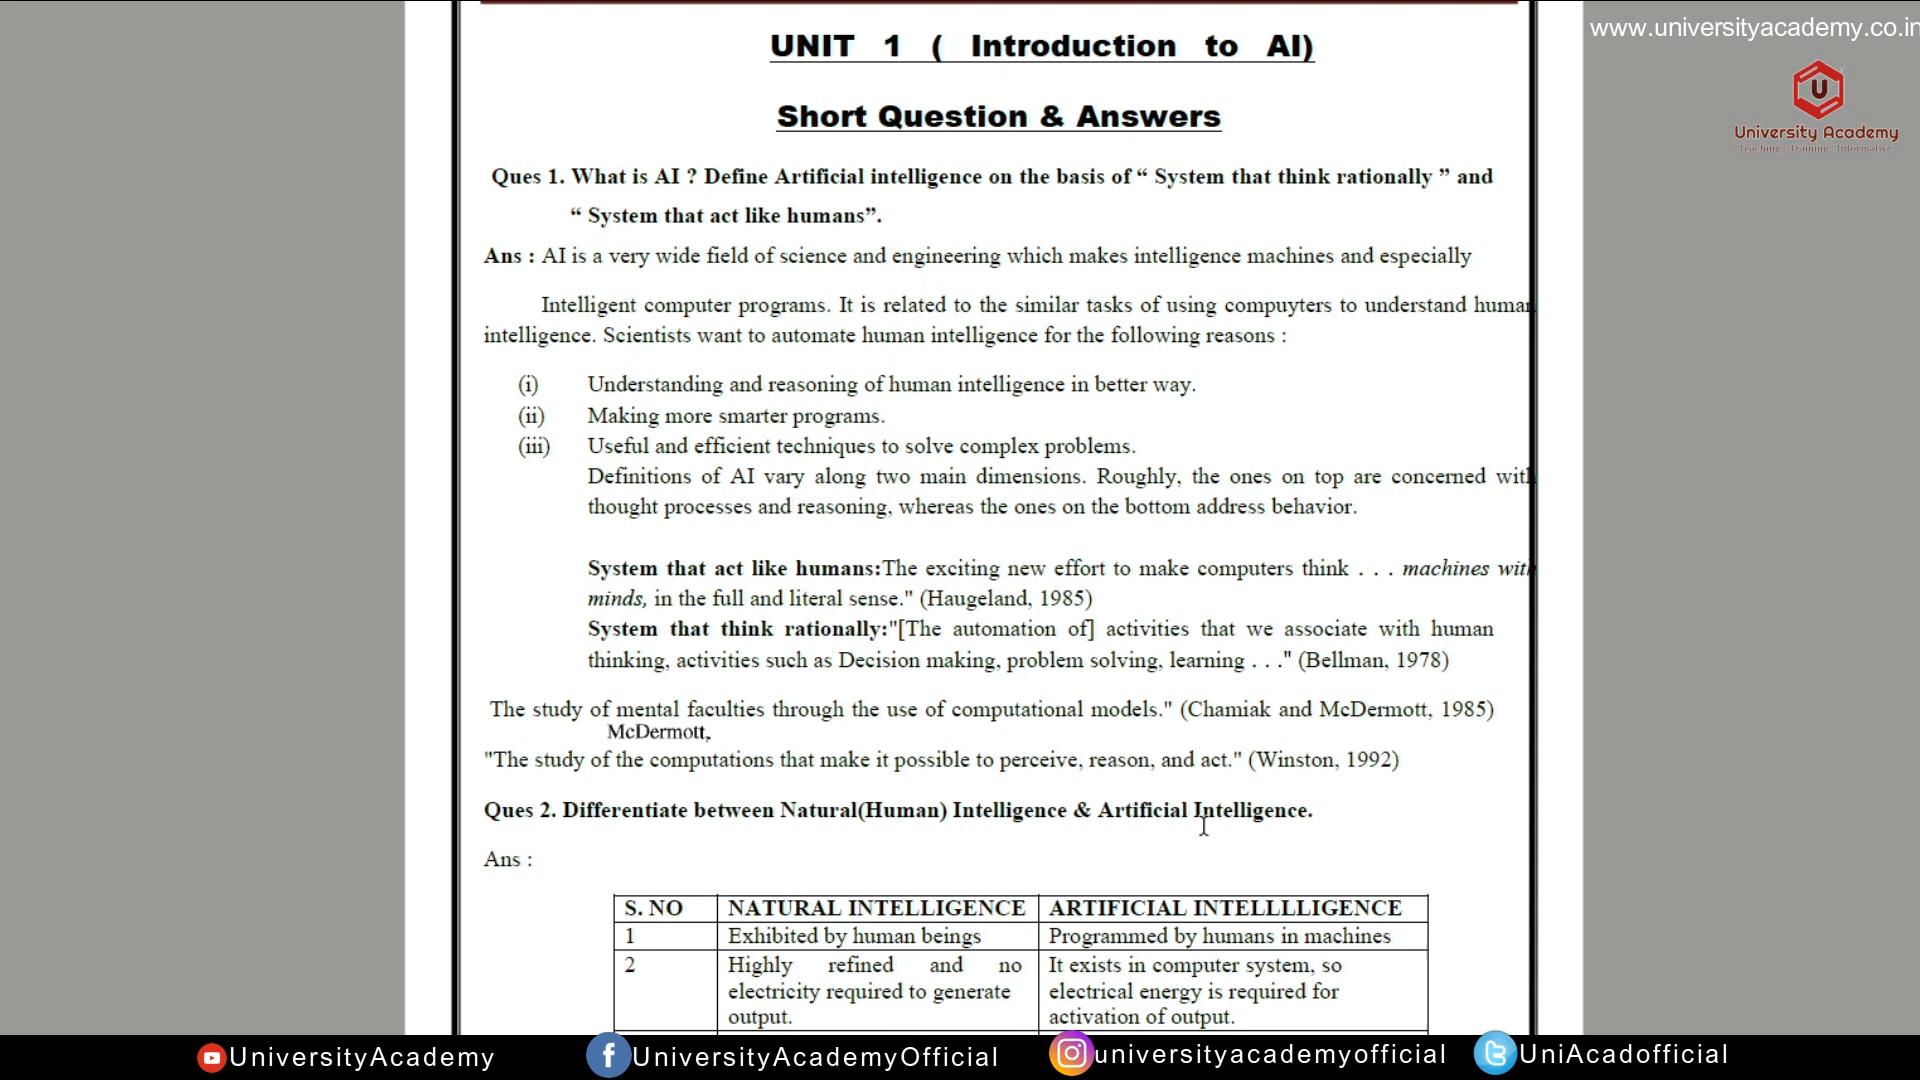 www.universityacademy.co.in
U
University Academy
Teaching | Training | Informative
UNIT 1 ( Introduction to AI)
Short Question & Answers
Ques 1. What is AI ? Define Artificial intelligence on the basis of “ System that think rationally ” and
“ System that act like humans”.
Ans : AI is a very wide field of science and engineering which makes intelligence machines and especially
Intelligent computer programs. It is related to the similar tasks of using compuyters to understand human
intelligence. Scientists want to automate human intelligence for the following reasons :
(i) Understanding and reasoning of human intelligence in better way.
(ii) Making more smarter programs.
(iii) Useful and efficient techniques to solve complex problems.
Definitions of AI vary along two main dimensions. Roughly, the ones on top are concerned with
thought processes and reasoning, whereas the ones on the bottom address behavior.
System that act like humans:The exciting new effort to make computers think . . . machines with
minds, in the full and literal sense." (Haugeland, 1985)
System that think rationally:"[The automation of] activities that we associate with human
thinking, activities such as Decision making, problem solving, learning . . ." (Bellman, 1978)
The study of mental faculties through the use of computational models." (Chamiak and McDermott, 1985)
McDermott,
"The study of the computations that make it possible to perceive, reason, and act." (Winston, 1992)
Ques 2. Differentiate between Natural(Human) Intelligence & Artificial Intelligence.
Ans :
S. NO NATURAL INTELLIGENCE ARTIFICIAL INTELLLLIGENCE
1 Exhibited by human beings Programmed by humans in machines
2 Highly refined and no It exists in computer system, so
electricity required to generate electrical energy is required for
output. activation of output.
UniversityAcademy UniversityAcademyOfficial universityacademyofficial UniAcadofficial